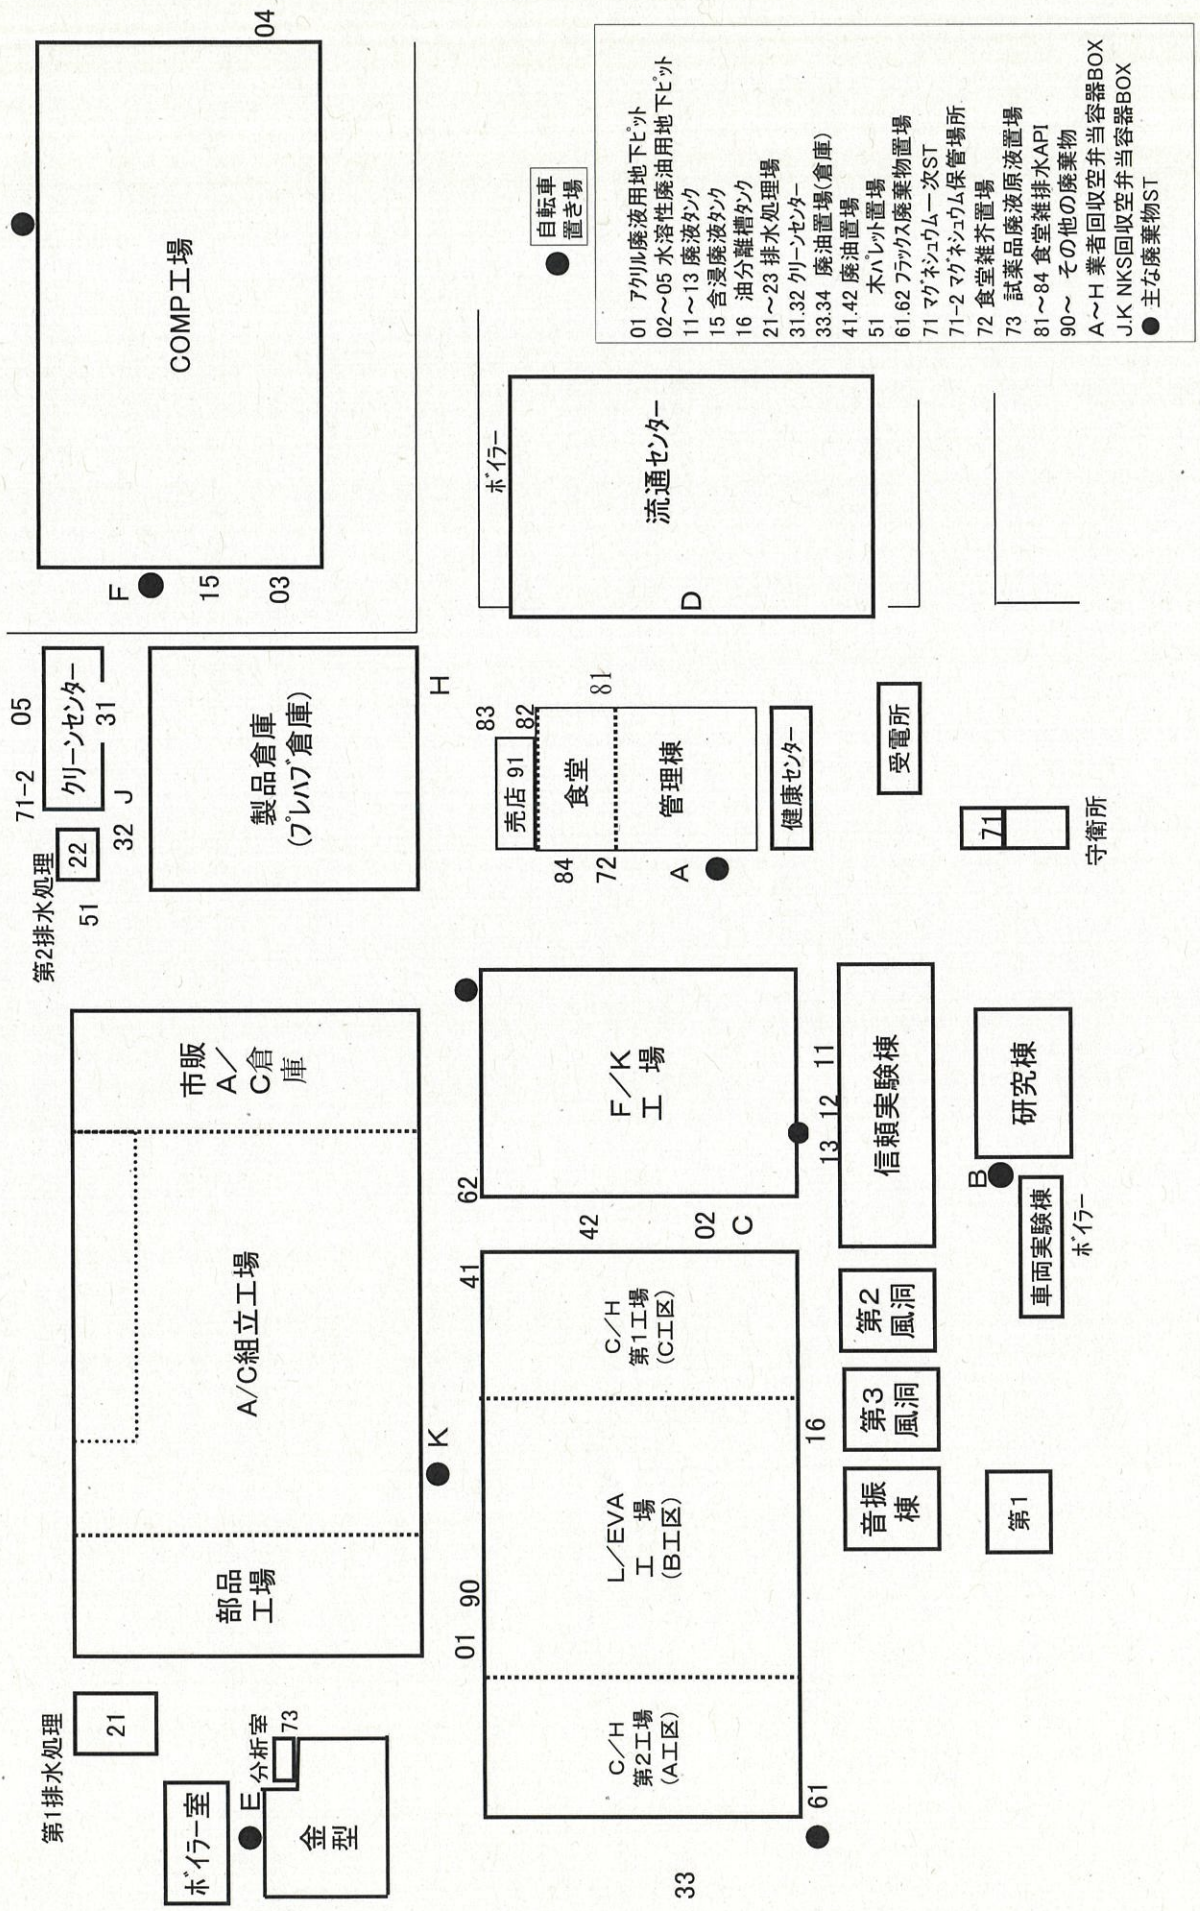 第1排水処理
21
ボイラー室
E
分析室
73
金
型
部品
工場
A/C組立工場
市販
A/
C倉
庫
K
第2排水処理
22
51
71-2
05
クリーンセンター
31
32
J
製品倉庫
(プレハブ倉庫)
H
COMP工場
04
F
15
03
01
90
41
62
C/H
第2工場
(A工区)
L/EVA
工 場
(B工区)
C/H
第1工場
(C工区)
61
33
16
42
02
C
F/K
工 場
13
12
11
音振
棟
第3
風洞
第2
風洞
信頼実験棟
第1
車両実験棟
ボイラー
B
研究棟
83
82
売店 91
食堂
81
管理棟
84
72
A
健康センター
受電所
71
守衛所
ボイラー
流通センター
D
自転車
置き場
01 アクリル廃液用地下ピット
02～05 水溶性廃油用地下ピット
11～13 廃液タンク
15 含浸廃液タンク
16 油分離槽タンク
21～23 排水処理場
31.32 クリーンセンター
33.34 廃油置場(倉庫)
41.42 廃油置場
51 木パレット置場
61.62 フラックス廃棄物置場
71 マグネシュウム一次ST
71-2 マグネシュウム保管場所
72 食堂雑芥置場
73 試薬品廃液原液置場
81～84 食堂雑排水API
90～ その他の廃棄物
A～H 業者回収空弁当容器BOX
J.K NKS回収空弁当容器BOX
● 主な廃棄物ST